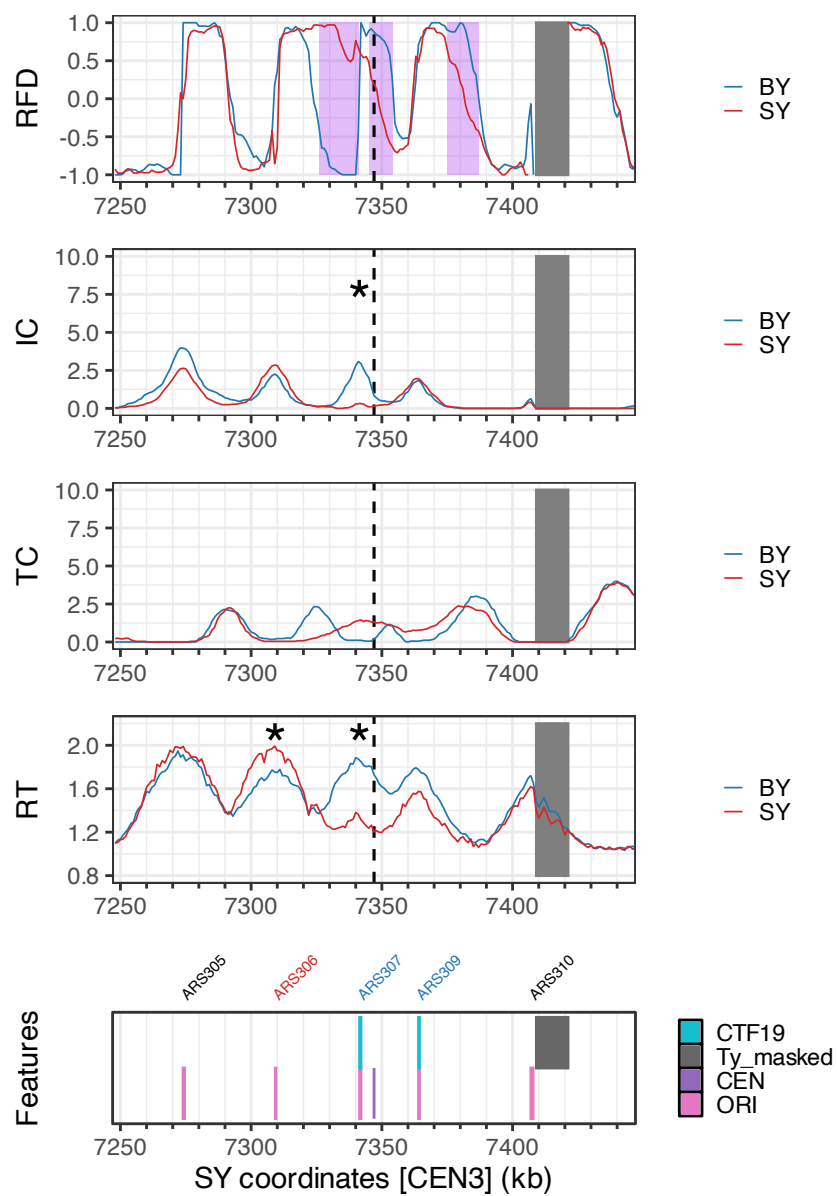 RFD
1.0
0.5
0.0
-0.5
-1.0
7250 7300 7350 7400
BY
SY
IC
10.0
7.5
5.0
2.5
0.0
*
7250 7300 7350 7400
BY
SY
TC
10.0
7.5
5.0
2.5
0.0
7250 7300 7350 7400
BY
SY
RT
2.0
1.6
1.2
0.8
* *
7250 7300 7350 7400
BY
SY
ARS305 ARS306 ARS307 ARS309 ARS310
Features
7250 7300 7350 7400
SY coordinates [CEN3] (kb)
CTF19
Ty_masked
CEN
ORI